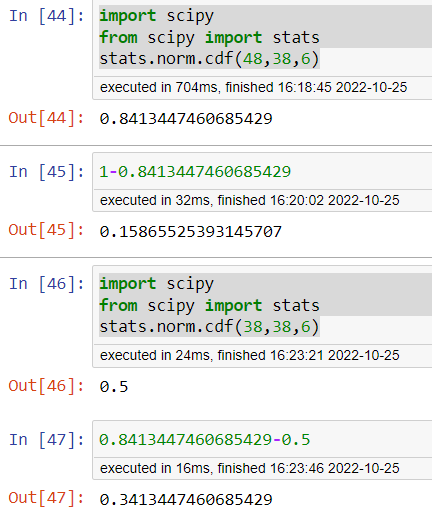 In [44]:
import scipy
from scipy import stats
stats.norm.cdf(48,38,6)
executed in 704ms, finished 16:18:45 2022-10-25
Out[44]: 0.8413447460685429
In [45]: 1-0.8413447460685429
executed in 32ms, finished 16:20:02 2022-10-25
Out[45]: 0.15865525393145707
In [46]: import scipy
from scipy import stats
stats.norm.cdf(38,38,6)
executed in 24ms, finished 16:23:21 2022-10-25
Out[46]: 0.5
In [47]: 0.8413447460685429-0.5
executed in 16ms, finished 16:23:46 2022-10-25
Out[47]: 0.3413447460685429